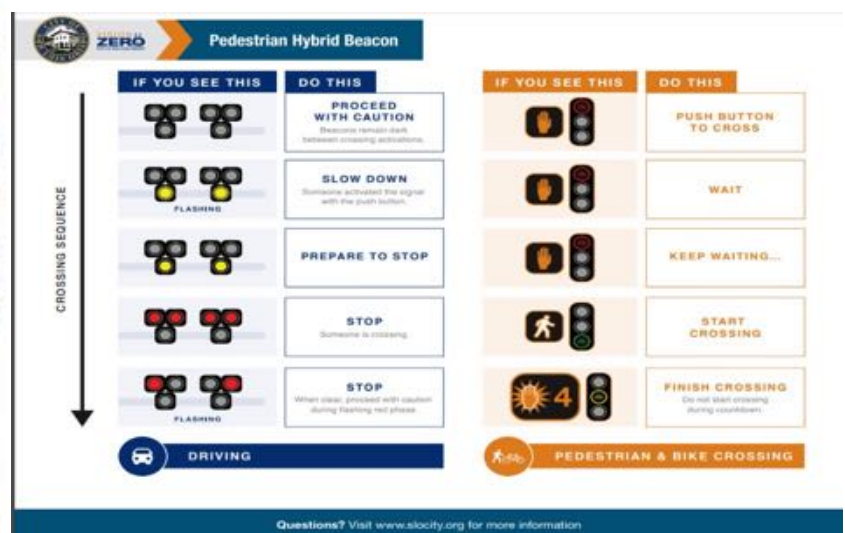 ZERO
Pedestrian Hybrid Beacon
IF YOU SEE THIS
DO THIS
IF YOU SEE THIS
DO THIS
CROSSING SEQUENCE
PROCEED
WITH CAUTION
Beacons remain dark
between crossing activations.
PUSH BUTTON
TO CROSS
FLASHING
SLOW DOWN
Someone activated the signal
with the push button.
WAIT
PREPARE TO STOP
KEEP WAITING...
STOP
Someone is crossing.
START
CROSSING
FLASHING
STOP
When clear, proceed with caution
during flashing red phase.
4
FINISH CROSSING
Do not start crossing
during countdown.
DRIVING
PEDESTRIAN & BIKE CROSSING
Questions? Visit www.slocity.org for more information